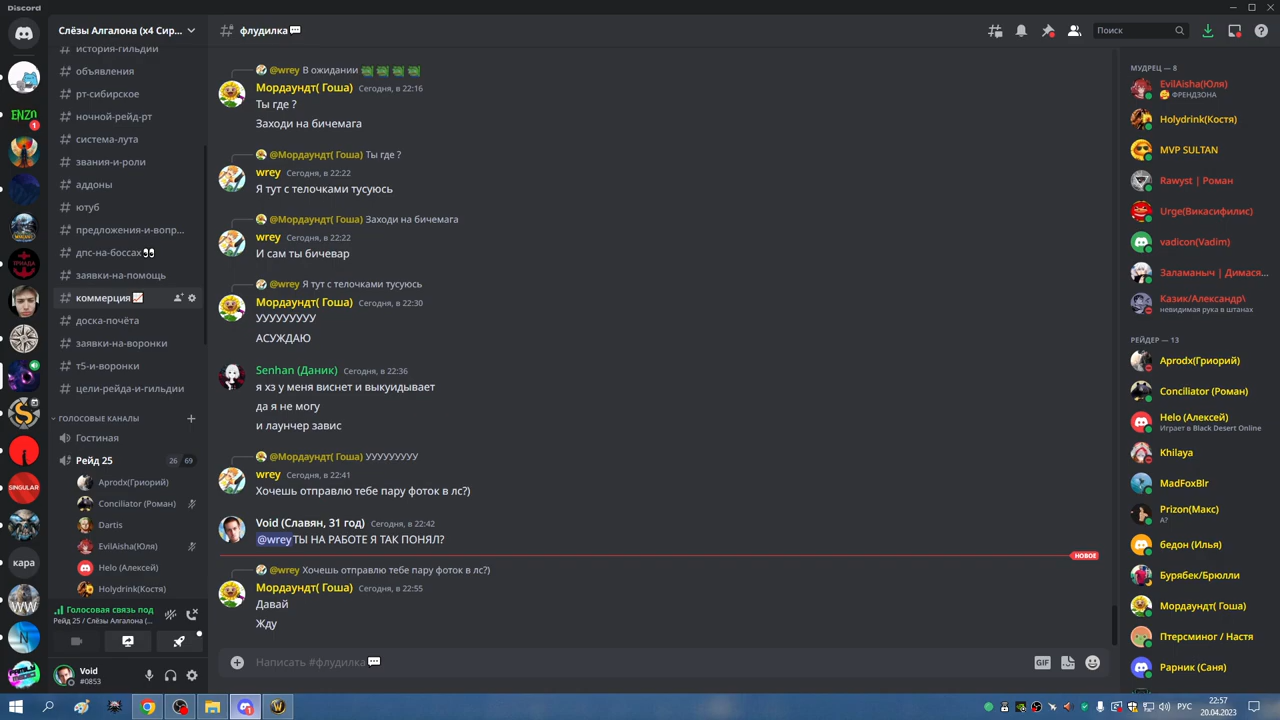 Discord
Слёзы Алгалона (x4 Сир...
история-гильдии
объявления
рт-сибирское
ночной-рейд-рт
система-лута
звания-и-роли
аддоны
ютуб
предложения-и-вопр...
дпс-на-боссах👀
заявки-на-помощь
коммерция📈
доска-почёта
заявки-на-воронки
т5-и-воронки
цели-рейда-и-гильдии
ГОЛОСОВЫЕ КАНАЛЫ
Гостиная
Рейд 25 26 69
Aprodx(Гриорий)
Conciliator (Роман)
Dartis
EvilAisha(Юля)
Helo (Алексей)
Holydrink(Костя)
Голосовая связь под
Рейд 25 / Слёзы Алгалона (...
Void
#0853
ENZO
1
ТРИАДА
SINGULAR
кара
WW
N
флудилка💬
Поиск
@wrey В ожидании
Мордаундт( Гоша) Сегодня, в 22:16
Ты где ?
Заходи на бичемага
@Мордаундт( Гоша) Ты где ?
wrey Сегодня, в 22:22
Я тут с телочками тусуюсь
@Мордаундт( Гоша) Заходи на бичемага
wrey Сегодня, в 22:22
И сам ты бичевар
@wrey Я тут с телочками тусуюсь
Мордаундт( Гоша) Сегодня, в 22:30
УУУУУУУУУ
АСУЖДАЮ
Senhan (Даник) Сегодня, в 22:36
я хз у меня виснет и выкуидывает
да я не могу
и лаунчер завис
@Мордаундт( Гоша) УУУУУУУУУ
wrey Сегодня, в 22:41
Хочешь отправлю тебе пару фоток в лс?)
Void (Славян, 31 год) Сегодня, в 22:42
@wreyТЫ НА РАБОТЕ Я ТАК ПОНЯЛ?
НОВОЕ
@wrey Хочешь отправлю тебе пару фоток в лс?)
Мордаундт( Гоша) Сегодня, в 22:55
Давай
Жду
Написать #флудилка💬
GIF
МУДРЕЦ — 8
EvilAisha(Юля)
ФРЕНДЗОНА
Holydrink(Костя)
MVP SULTAN
Rawyst | Роман
Urge(Викасифилис)
vadicon(Vadim)
Заламаныч | Димася...
Казик/Александр\
невидимая рука в штанах
РЕЙДЕР — 13
Aprodx(Гриорий)
Conciliator (Роман)
Helo (Алексей)
Играет в Black Desert Online
Khilaya
MadFoxBlr
Prizon(Макс)
А?
бедон (Илья)
Бурябек/Брюлли
Мордаундт( Гоша)
Птерсминог / Настя
Рарник (Саня)
РУС
22:57
20.04.2023